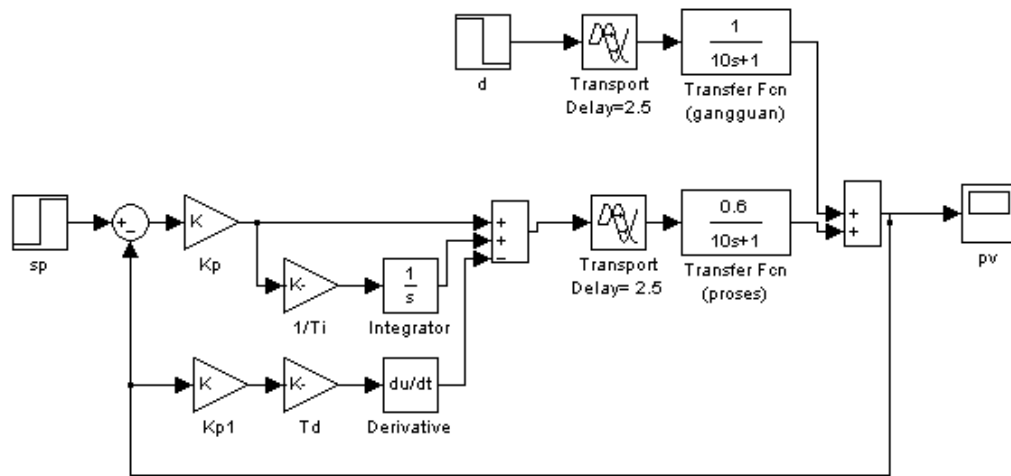 d
Transport
Delay=2.5
1
10s+1
Transfer Fcn
(gangguan)
sp
+
−
K
Kp
K-
1/Ti
1
s
Integrator
+
+
−
Transport
Delay= 2.5
0.6
10s+1
Transfer Fcn
(proses)
+
+
pv
K
Kp1
K-
Td
du/dt
Derivative